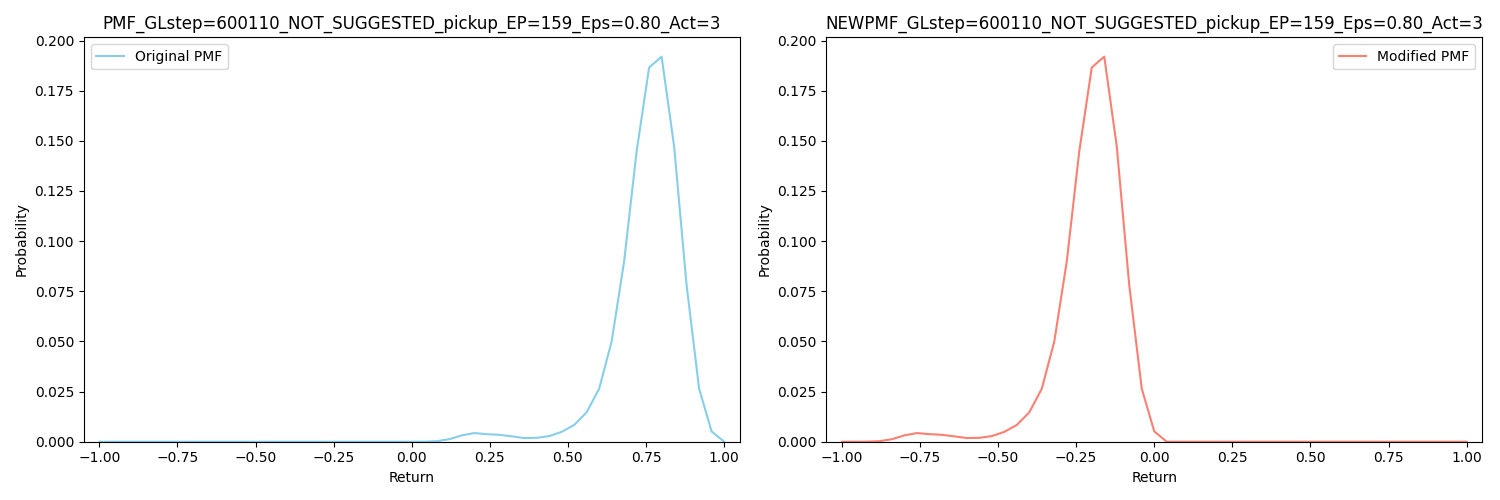 PMF_GLstep=600110_NOT_SUGGESTED_pickup_EP=159_Eps=0.80_Act=3
Original PMF
0.200
0.175
0.150
0.125
0.100
0.075
0.050
0.025
0.000
Probability
−1.00 −0.75 −0.50 −0.25 0.00 0.25 0.50 0.75 1.00
Return
NEWPMF_GLstep=600110_NOT_SUGGESTED_pickup_EP=159_Eps=0.80_Act=3
Modified PMF
0.200
0.175
0.150
0.125
0.100
0.075
0.050
0.025
0.000
Probability
−1.00 −0.75 −0.50 −0.25 0.00 0.25 0.50 0.75 1.00
Return